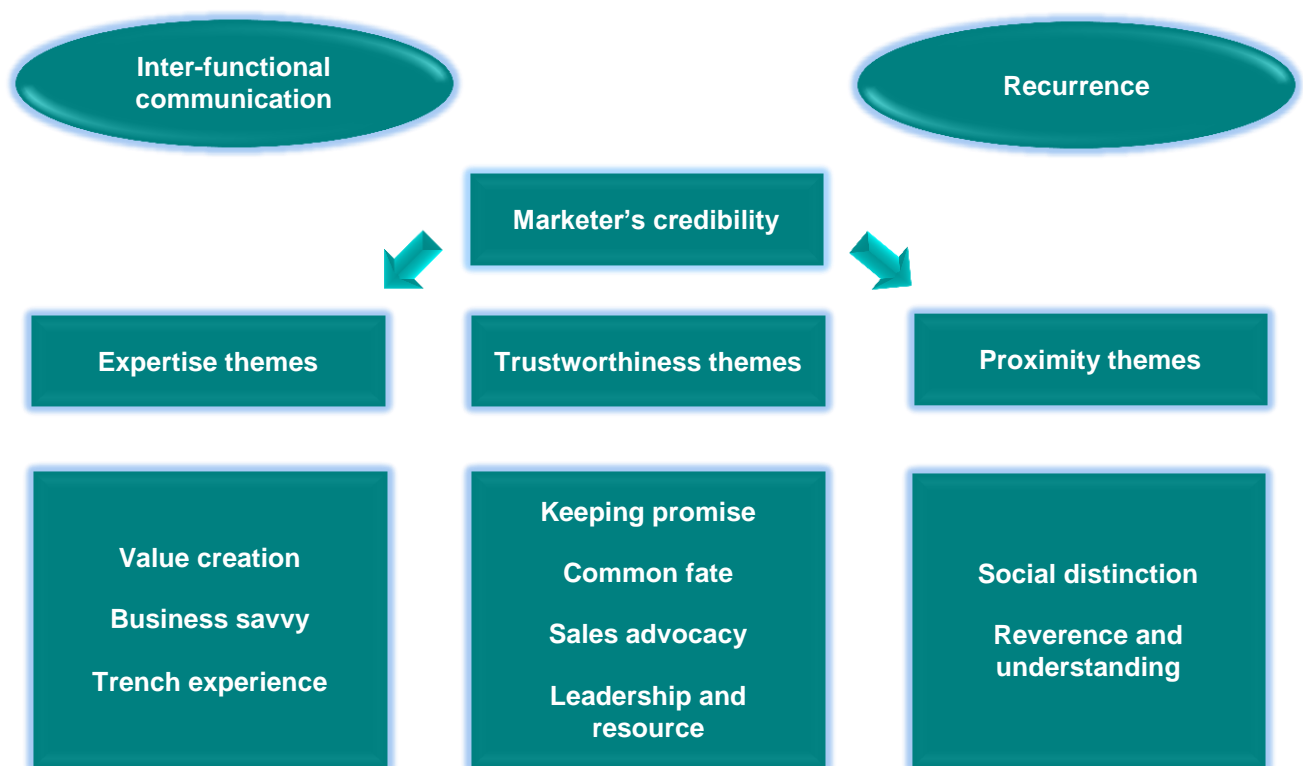 Inter-functional
communication
Recurrence
Marketer’s credibility
Expertise themes
Trustworthiness themes
Proximity themes
Value creation
Business savvy
Trench experience
Keeping promise
Common fate
Sales advocacy
Leadership and
resource
Social distinction
Reverence and
understanding